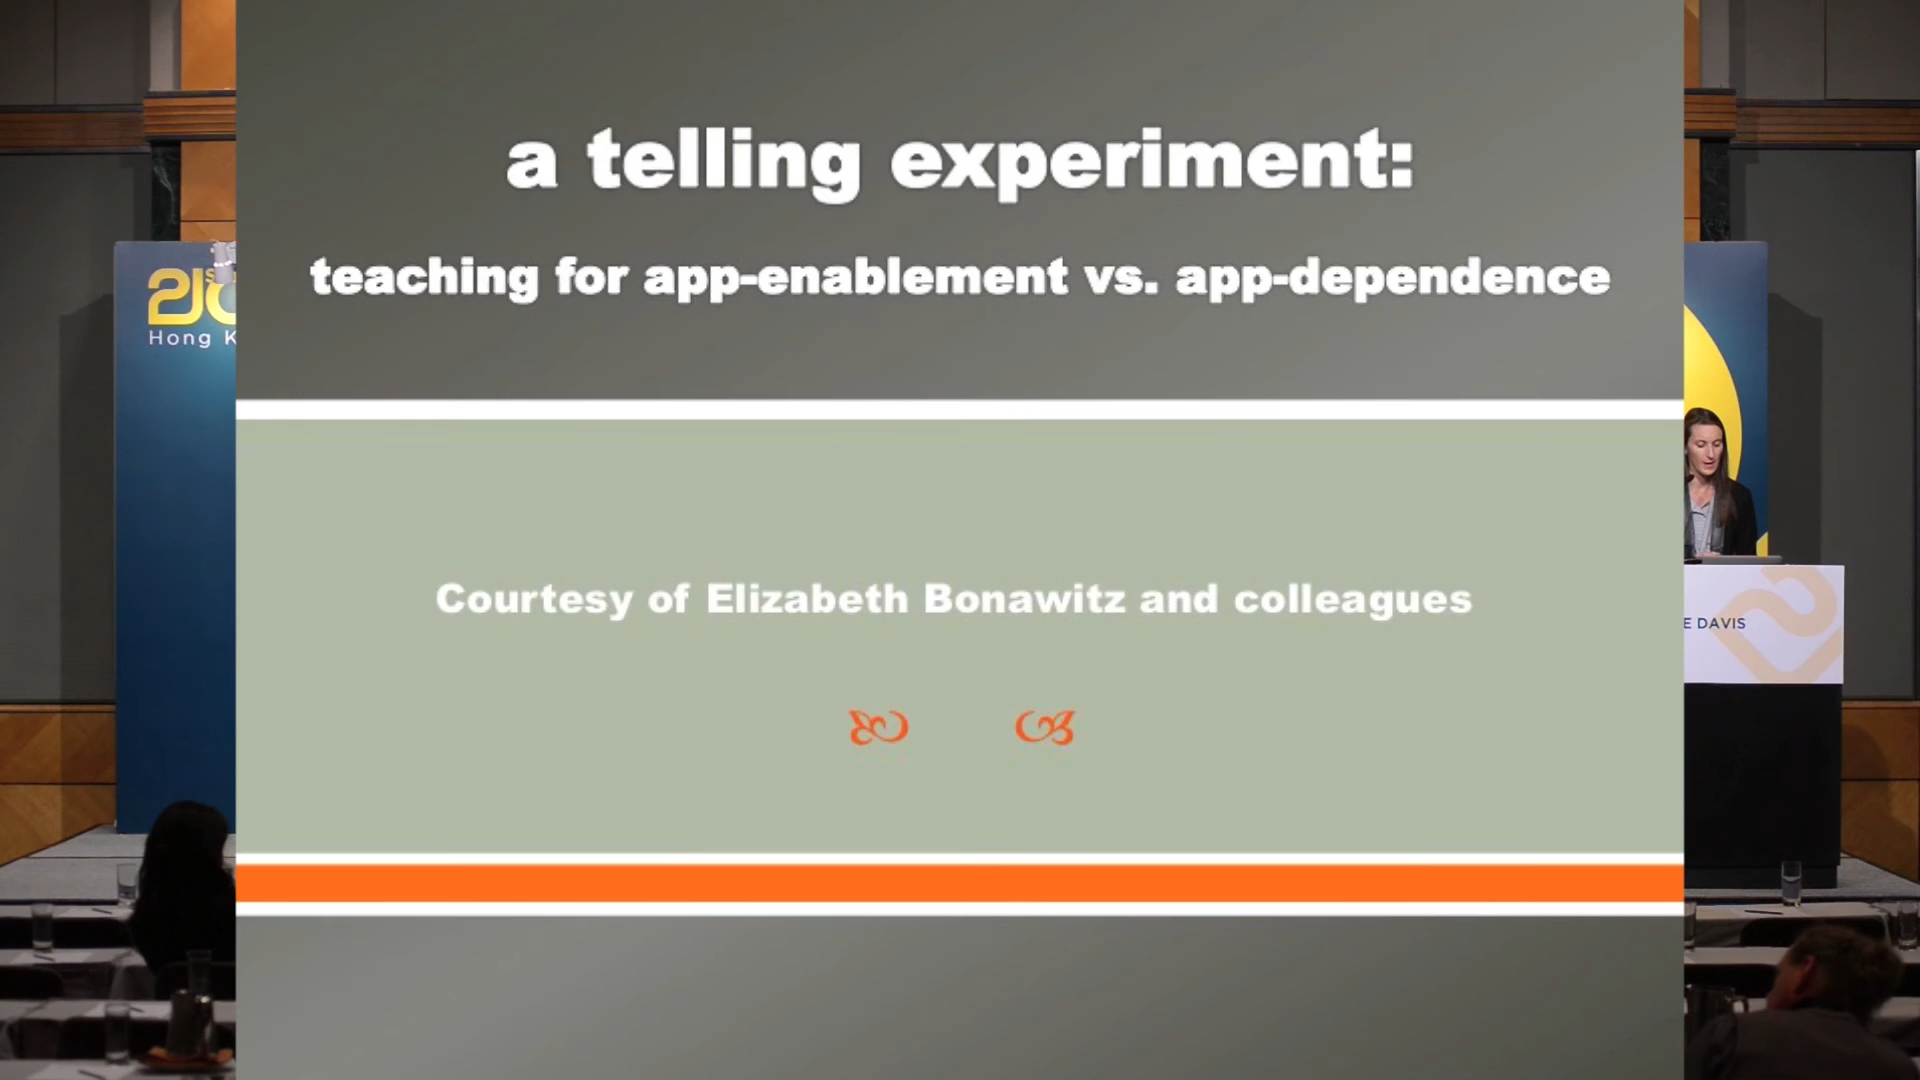 a telling experiment:
teaching for app-enablement vs. app-dependence
Hong K
Courtesy of Elizabeth Bonawitz and colleagues
E DAVIS